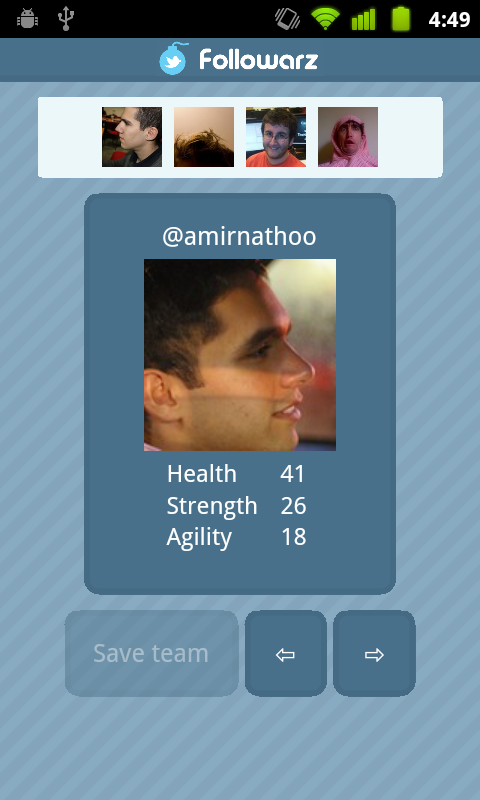 4:49
Followarz
@amirnathoo
Health 41
Strength 26
Agility 18
Save team
⇦ ⇨